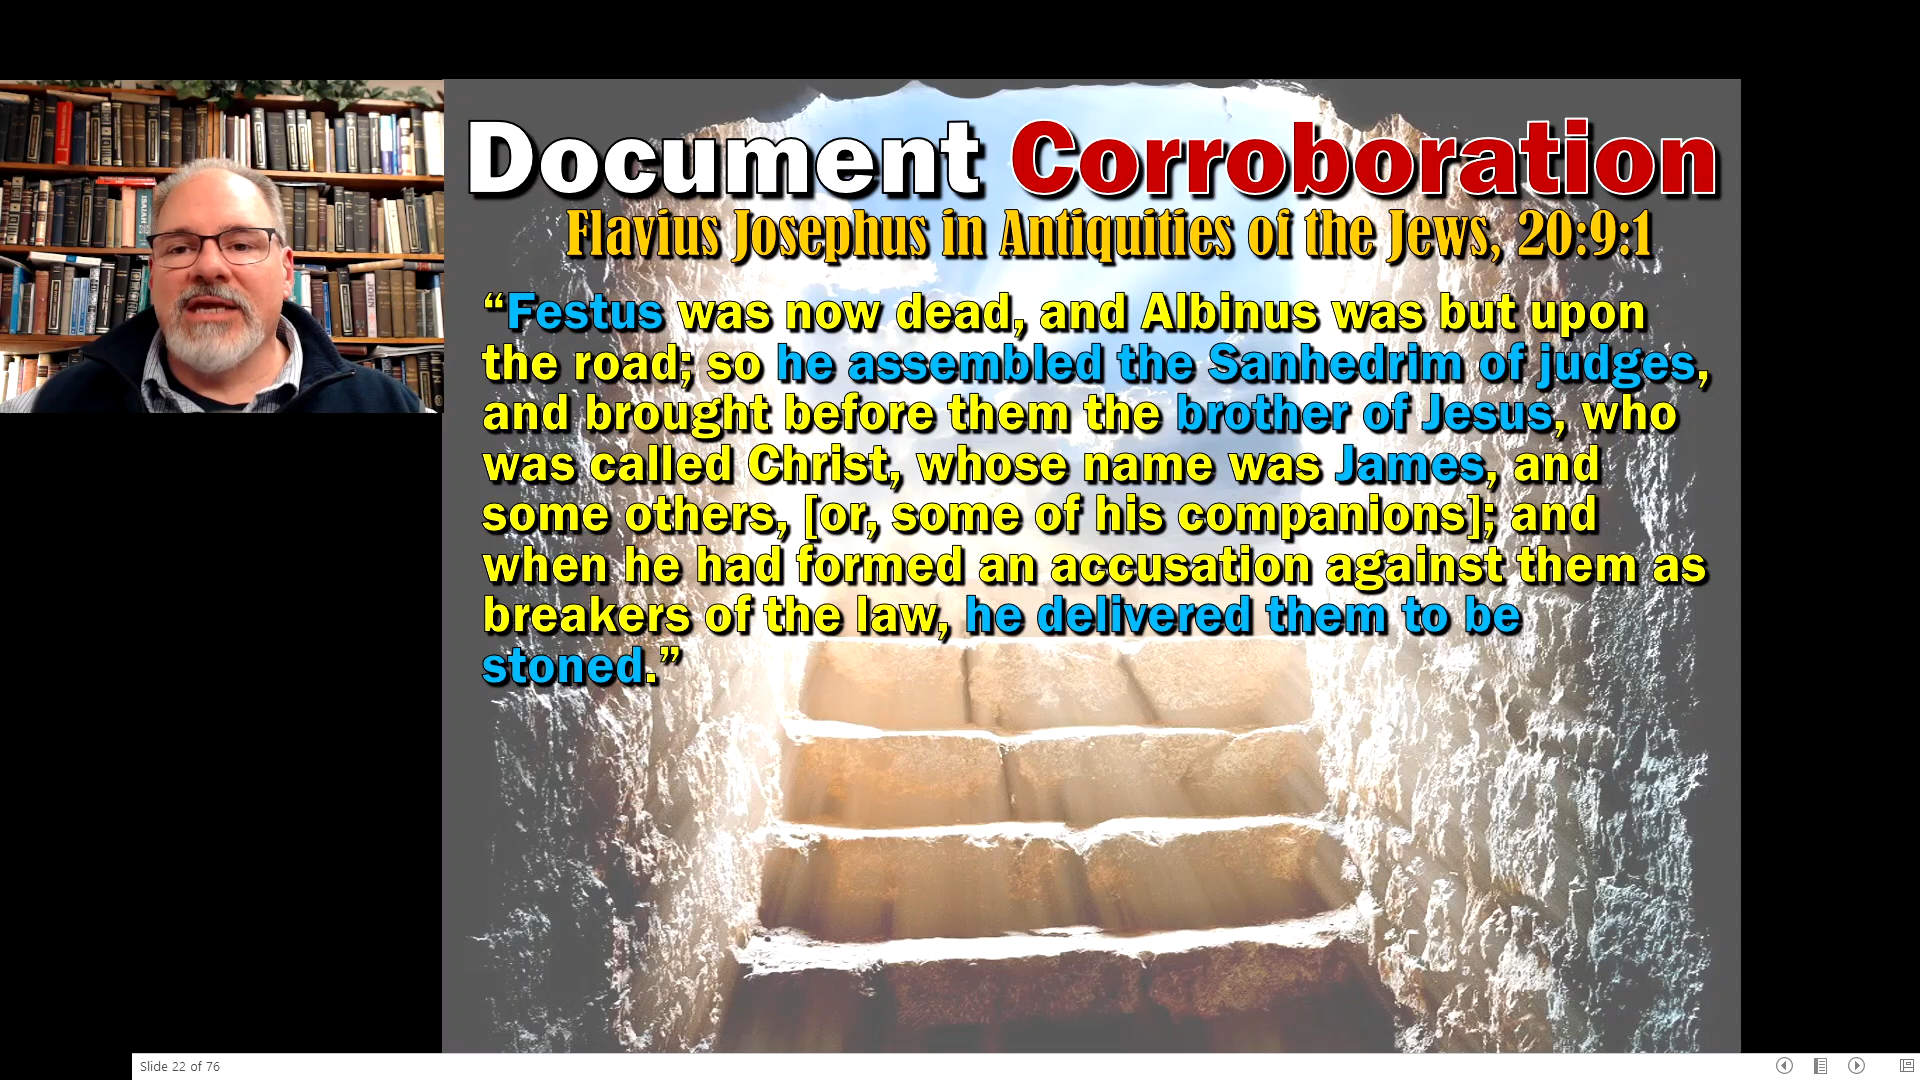 Document Corroboration
Flavius Josephus in Antiquities of the Jews, 20:9:1
“Festus was now dead, and Albinus was but upon
the road; so he assembled the Sanhedrim of judges,
and brought before them the brother of Jesus, who
was called Christ, whose name was James, and
some others, [or, some of his companions]; and
when he had formed an accusation against them as
breakers of the law, he delivered them to be
stoned.”
ISAIAH
JOHN
Slide 22 of 76